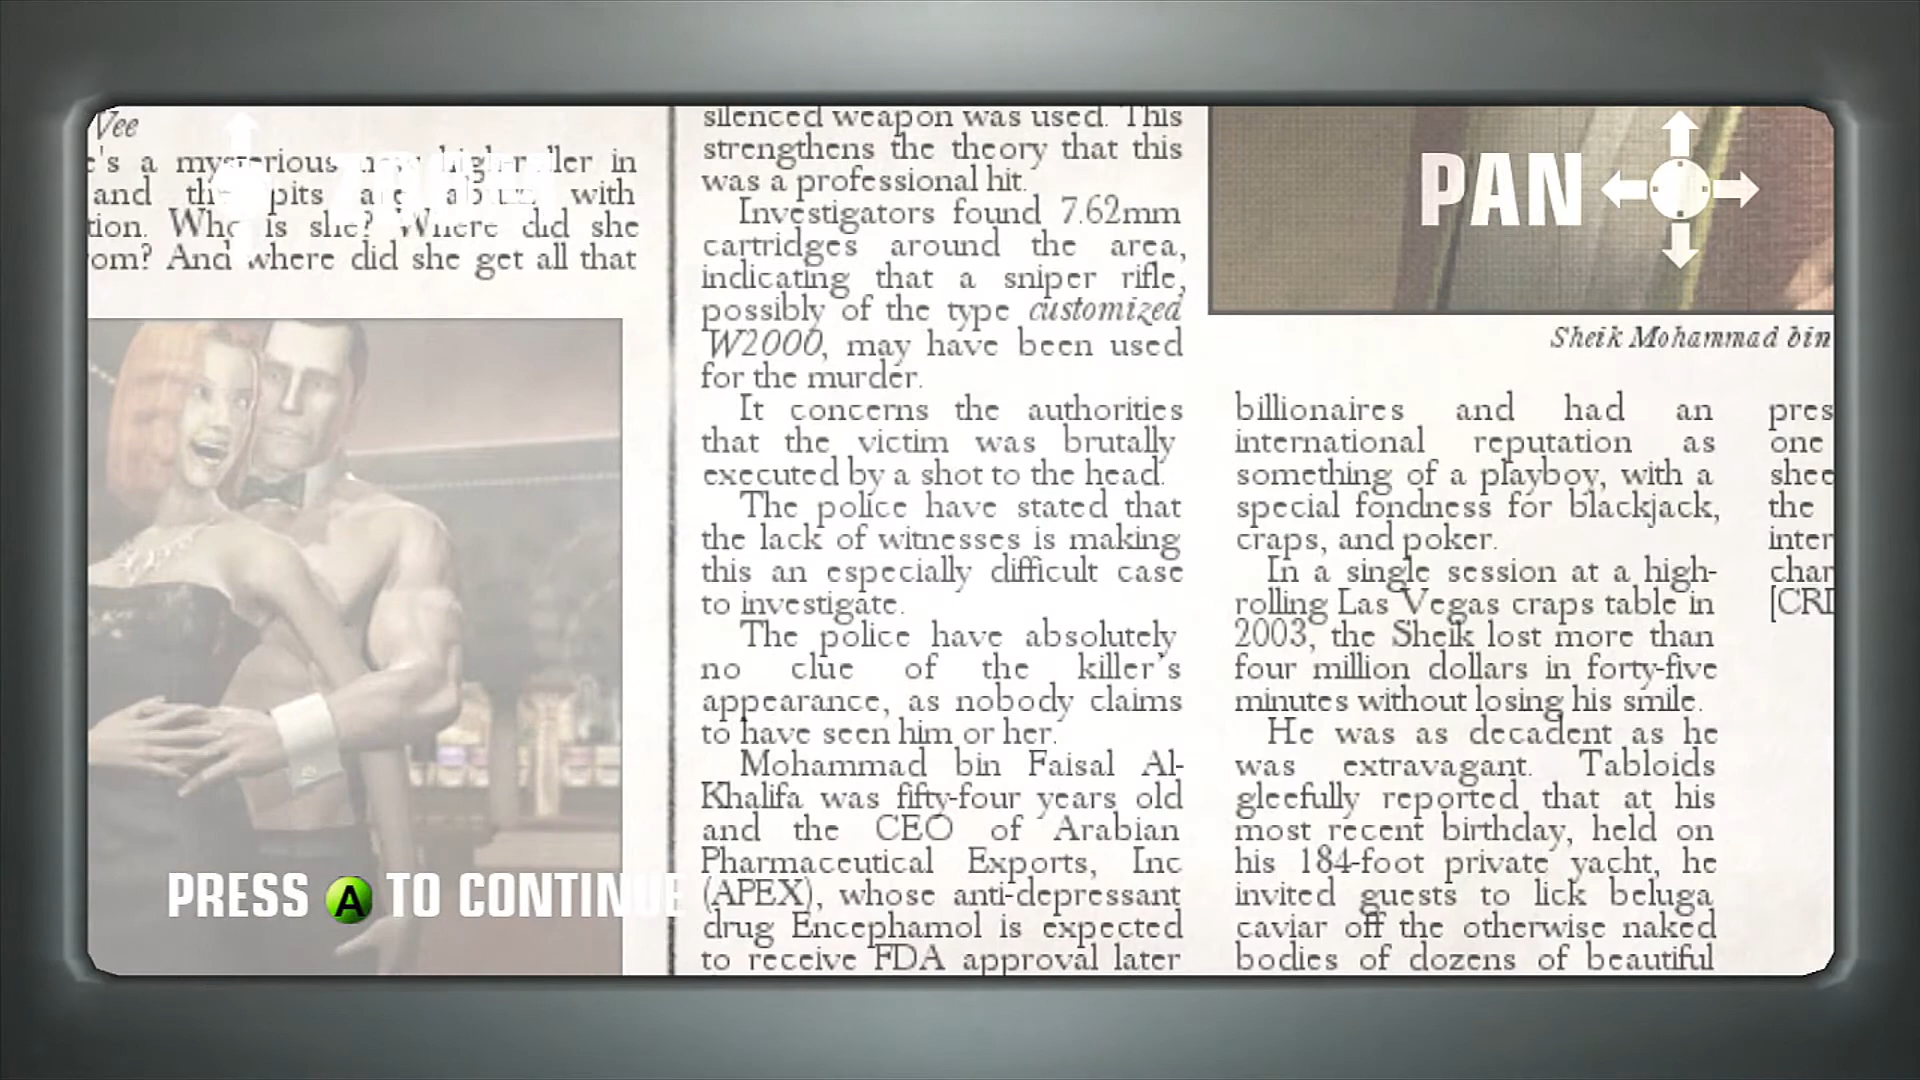 Vee
e's a mysterious new high-roller in
and the pits are abuzz with
tion. Who is she? Where did she
om? And where did she get all that
silenced weapon was used. This
strengthens the theory that this
was a professional hit.
Investigators found 7.62mm
cartridges around the area,
indicating that a sniper rifle,
possibly of the type customized
W2000, may have been used
for the murder.
It concerns the authorities
that the victim was brutally
executed by a shot to the head.
The police have stated that
the lack of witnesses is making
this an especially difficult case
to investigate.
The police have absolutely
no clue of the killer's
appearance, as nobody claims
to have seen him or her.
Mohammad bin Faisal Al-
Khalifa was fifty-four years old
and the CEO of Arabian
Pharmaceutical Exports, Inc
(APEX), whose anti-depressant
drug Encephamol is expected
to receive FDA approval later
PAN
Sheik Mohammad bin
billionaires and had an
international reputation as
something of a playboy, with a
special fondness for blackjack,
craps, and poker.
In a single session at a high-
rolling Las Vegas craps table in
2003, the Sheik lost more than
four million dollars in forty-five
minutes without losing his smile.
He was as decadent as he
was extravagant. Tabloids
gleefully reported that at his
most recent birthday, held on
his 184-foot private yacht, he
invited guests to lick beluga
caviar off the otherwise naked
bodies of dozens of beautiful
pres
one
shee
the
inter
char
[CRI
PRESS A TO CONTINUE